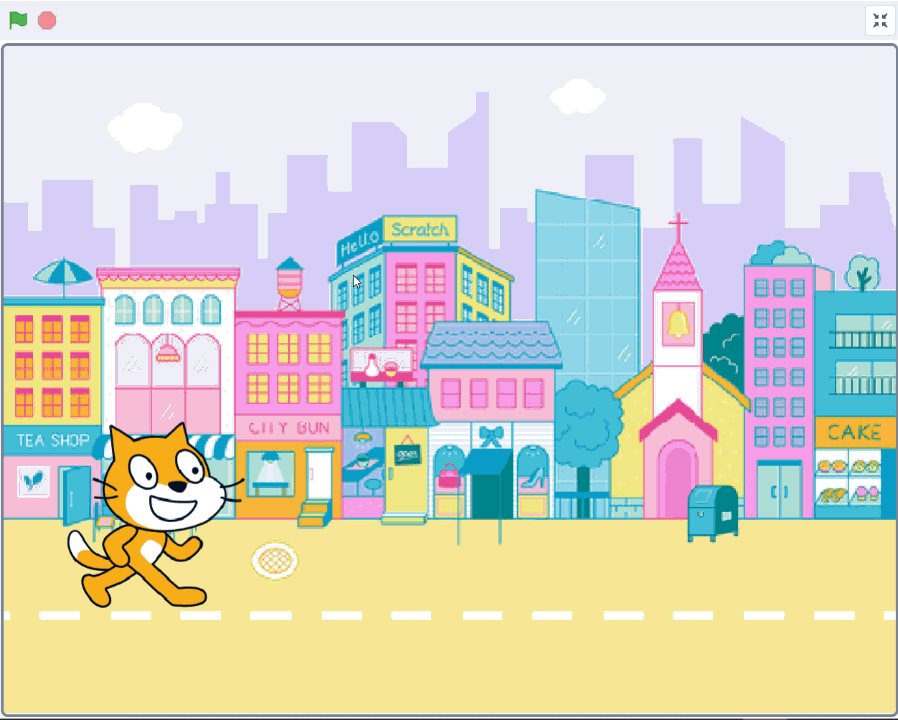 Hello Scratch
TEA SHOP
CITY BUN
open
CAKE